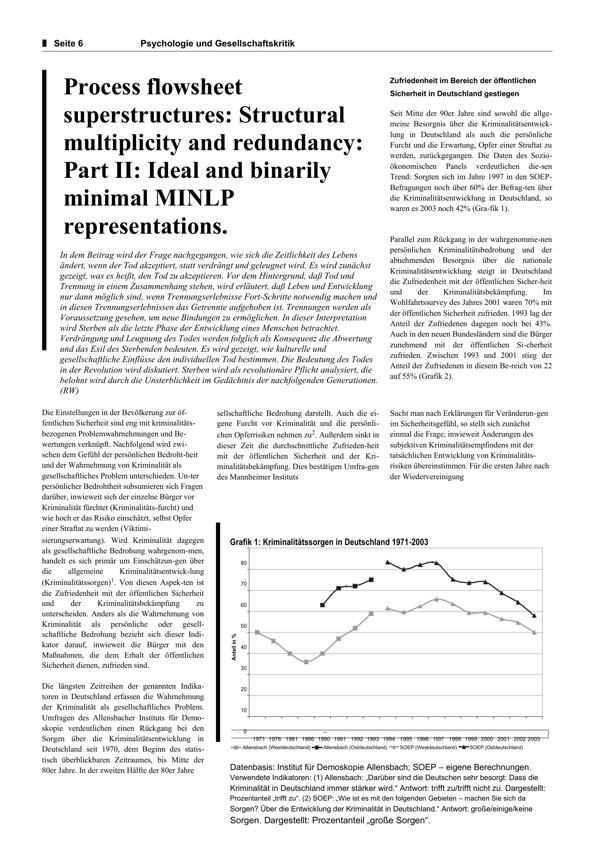 Seite 6
Psychologie und Gesellschaftskritik
Process flowsheet
superstructures: Structural
multiplicity and redundancy:
Part II: Ideal and binarily
minimal MINLP
representations.
In dem Beitrag wird der Frage nachgegangen, wie sich die Zeitlichkeit des Lebens
ändert, wenn der Tod akzeptiert, statt verdrängt und geleugnet wird. Es wird zunächst
gezeigt, was es heißt, den Tod zu akzeptieren. Vor dem Hintergrund, daß Tod und
Trennung in einem Zusammenhang stehen, wird erläutert, daß Leben und Entwicklung
nur dann möglich sind, wenn Trennungserlebnisse Fort-Schritte notwendig machen und
in diesen Trennungserlebnissen das Getrennte aufgehoben ist. Trennungen werden als
Voraussetzung gesehen, um neue Bindungen zu ermöglichen. In dieser Interpretation
wird Sterben als die letzte Phase der Entwicklung eines Menschen betrachtet.
Verdrängung und Leugnung des Todes werden folglich als Konsequenz die Abwertung
und das Exil des Sterbenden bedeuten. Es wird gezeigt, wie kulturelle und
gesellschaftliche Einflüsse den individuellen Tod bestimmen. Die Bedeutung des Todes
in der Revolution wird diskutiert. Sterben wird als revolutionäre Pflicht analysiert, die
belohnt wird durch die Unsterblichkeit im Gedächtnis der nachfolgenden Generationen.
(RW)
Zufriedenheit im Bereich der öffentlichen
Sicherheit in Deutschland gestiegen
Seit Mitte der 90er Jahre sind sowohl die allge-
meine Besorgnis über die Kriminalitätsentwick-
lung in Deutschland als auch die persönliche
Furcht und die Erwartung, Opfer einer Straftat zu
werden, zurückgegangen. Die Daten des Sozio-
ökonomischen Panels verdeutlichen die-sen
Trend: Sorgten sich im Jahre 1997 in den SOEP-
Befragungen noch über 60% der Befrag-ten über
die Kriminalitätsentwicklung in Deutschland, so
waren es 2003 noch 42% (Gra-fik 1).
Parallel zum Rückgang in der wahrgenomme-nen
persönlichen Kriminalitätsbedrohung und der
abnehmenden Besorgnis über die nationale
Kriminalitätsentwicklung steigt in Deutschland
die Zufriedenheit mit der öffentlichen Sicher-heit
und der Kriminalitätsbekämpfung. Im
Wohlfahrtssurvey des Jahres 2001 waren 70% mit
der öffentlichen Sicherheit zufrieden. 1993 lag der
Anteil der Zufriedenen dagegen noch bei 43%.
Auch in den neuen Bundesländern sind die Bürger
zunehmend mit der öffentlichen Si-cherheit
zufrieden. Zwischen 1993 und 2001 stieg der
Anteil der Zufriedenen in diesem Be-reich von 22
auf 55% (Grafik 2).
Die Einstellungen in der Bevölkerung zur öf-
fentlichen Sicherheit sind eng mit kriminalitäts-
bezogenen Problemwahrnehmungen und Be-
wertungen verknüpft. Nachfolgend wird zwi-
schen dem Gefühl der persönlichen Bedroht-heit
und der Wahrnehmung von Kriminalität als
gesellschaftliches Problem unterschieden. Un-ter
persönlicher Bedrohtheit subsumieren sich Fragen
darüber, inwieweit sich der einzelne Bürger vor
Kriminalität fürchtet (Kriminalitäts-furcht) und
wie hoch er das Risiko einschätzt, selbst Opfer
einer Straftat zu werden (Viktimi-
sierungserwartung). Wird Kriminalität dagegen
als gesellschaftliche Bedrohung wahrgenom-men,
handelt es sich primär um Einschätzun-gen über
die allgemeine Kriminalitätsentwick-lung
(Kriminalitätssorgen)1. Von diesen Aspek-ten ist
die Zufriedenheit mit der öffentlichen Sicherheit
und der Kriminalitätsbekämpfung zu
unterscheiden. Anders als die Wahrnehmung von
Kriminalität als persönliche oder gesell-
schaftliche Bedrohung bezieht sich dieser Indi-
kator darauf, inwieweit die Bürger mit den
Maßnahmen, die dem Erhalt der öffentlichen
Sicherheit dienen, zufrieden sind.
Die längsten Zeitreihen der genannten Indika-
toren in Deutschland erfassen die Wahrnehmung
der Kriminalität als gesellschaftliches Problem.
Umfragen des Allensbacher Instituts für Demo-
skopie verdeutlichen einen Rückgang bei den
Sorgen über die Kriminalitätsentwicklung in
Deutschland seit 1970, dem Beginn des statis-
tisch überblickbaren Zeitraumes, bis Mitte der
80er Jahre. In der zweiten Hälfte der 80er Jahre
sellschaftliche Bedrohung darstellt. Auch die ei-
gene Furcht vor Kriminalität und die persönli-
chen Opferrisiken nehmen zu2. Außerdem sinkt in
dieser Zeit die durchschnittliche Zufrieden-heit
mit der öffentlichen Sicherheit und der Kri-
minalitätsbekämpfung. Dies bestätigen Umfra-gen
des Mannheimer Instituts
Sucht man nach Erklärungen für Veränderun-gen
im Sicherheitsgefühl, so stellt sich zunächst
einmal die Frage, inwieweit Änderungen des
subjektiven Kriminalitätsempfindens mit der
tatsächlichen Entwicklung von Kriminalitäts-
risiken übereinstimmen. Für die ersten Jahre nach
der Wiedervereinigung
Grafik 1: Kriminalitätssorgen in Deutschland 1971-2003
80
70
60
50
40
30
20
10
0
Anteil in %
1971 1976 1981 1986 1990 1991 1992 1993 1994 1995 1996 1997 1998 1999 2000 2001 2002 2003
Allensbach (Westdeutschland) Allensbach (Ostdeutschland) SOEP (Westdeutschland) SOEP (Ostdeutschland)
Datenbasis: Institut für Demoskopie Allensbach; SOEP – eigene Berechnungen.
Verwendete Indikatoren: (1) Allensbach: „Darüber sind die Deutschen sehr besorgt: Dass die
Kriminalität in Deutschland immer stärker wird.“ Antwort: trifft zu/trifft nicht zu. Dargestellt:
Prozentanteil „trifft zu“. (2) SOEP: „Wie ist es mit den folgenden Gebieten – machen Sie sich da
Sorgen? Über die Entwicklung der Kriminalität in Deutschland.“ Antwort: große/einige/keine
Sorgen. Dargestellt: Prozentanteil „große Sorgen“.